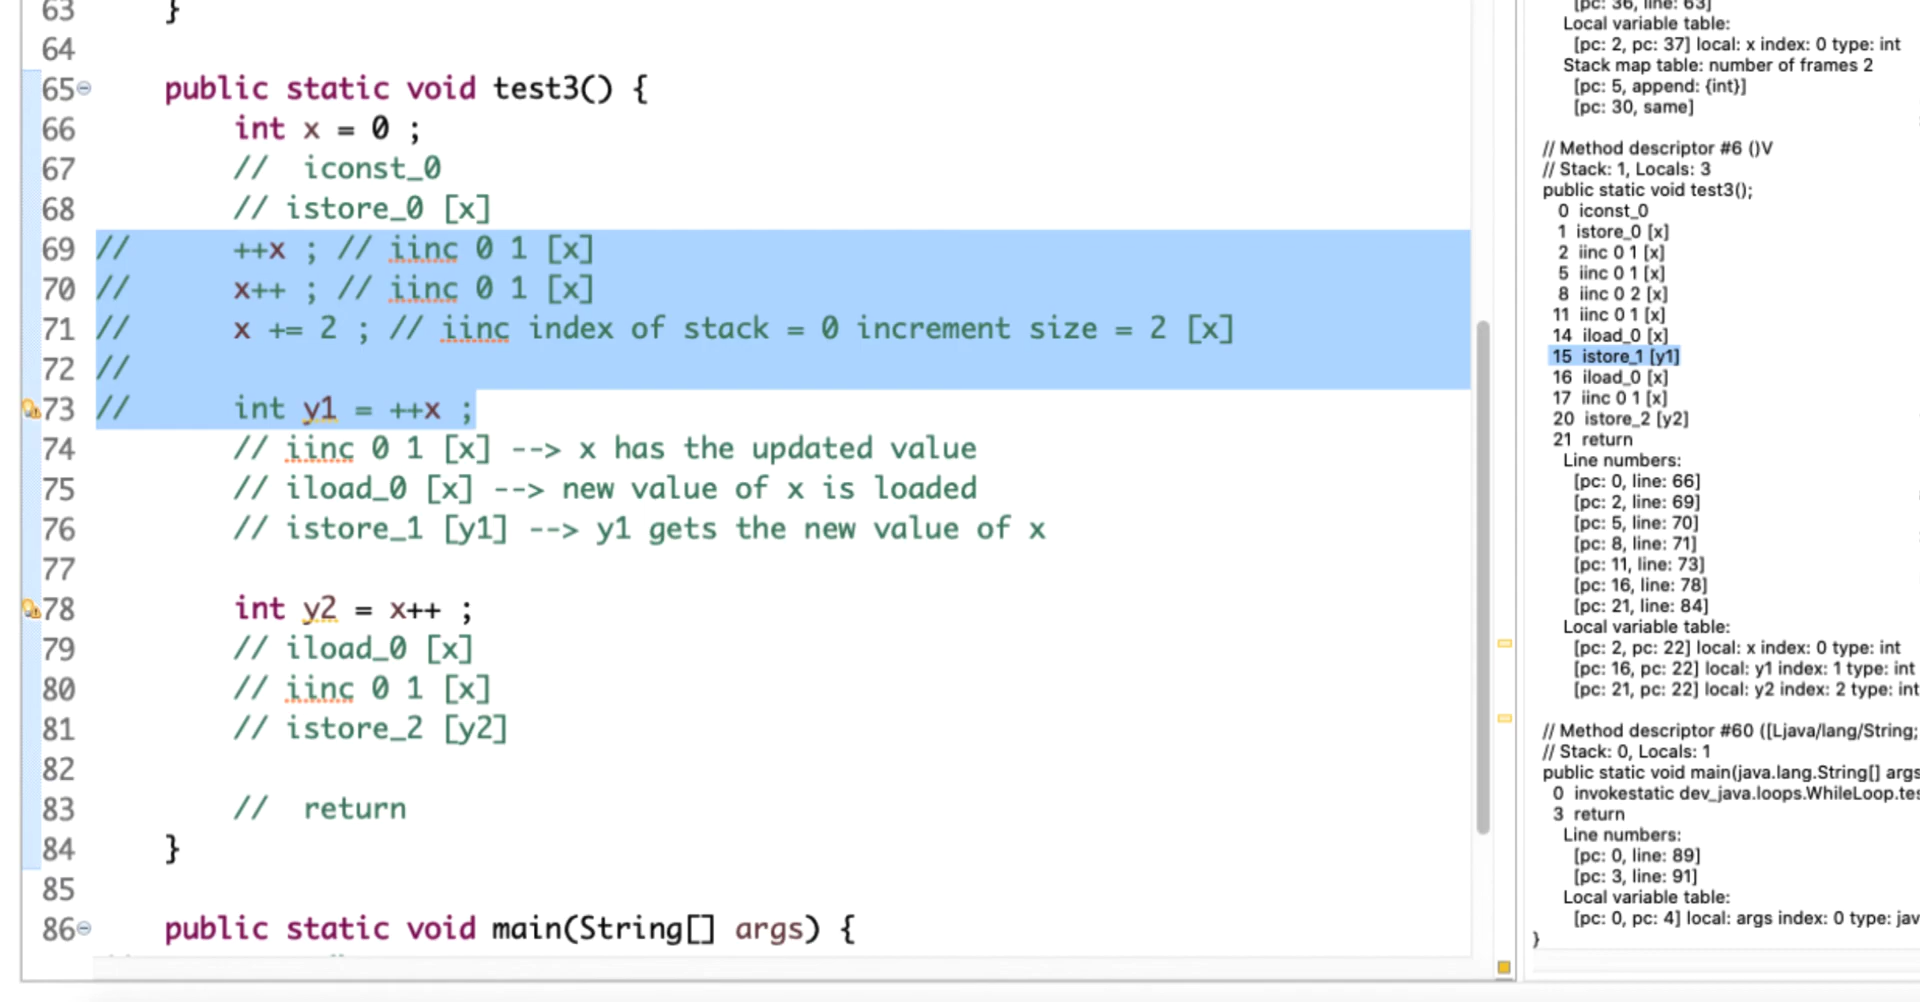 63 }
64
65 public static void test3() {
66 int x = 0 ;
67 // iconst_0
68 // istore_0 [x]
69 // ++x ; // iinc 0 1 [x]
70 // x++ ; // iinc 0 1 [x]
71 // x += 2 ; // iinc index of stack = 0 increment size = 2 [x]
72 //
73 // int y1 = ++x ;
74 // iinc 0 1 [x] --> x has the updated value
75 // iload_0 [x] --> new value of x is loaded
76 // istore_1 [y1] --> y1 gets the new value of x
77
78 int y2 = x++ ;
79 // iload_0 [x]
80 // iinc 0 1 [x]
81 // istore_2 [y2]
82
83 // return
84 }
85
86 public static void main(String[] args) {
[pc: 36, line: 63]
Local variable table:
[pc: 2, pc: 37] local: x index: 0 type: int
Stack map table: number of frames 2
[pc: 5, append: {int}]
[pc: 30, same]
// Method descriptor #6 ()V
// Stack: 1, Locals: 3
public static void test3();
0 iconst_0
1 istore_0 [x]
2 iinc 0 1 [x]
5 iinc 0 1 [x]
8 iinc 0 2 [x]
11 iinc 0 1 [x]
14 iload_0 [x]
15 istore_1 [y1]
16 iload_0 [x]
17 iinc 0 1 [x]
20 istore_2 [y2]
21 return
Line numbers:
[pc: 0, line: 66]
[pc: 2, line: 69]
[pc: 5, line: 70]
[pc: 8, line: 71]
[pc: 11, line: 73]
[pc: 16, line: 78]
[pc: 21, line: 84]
Local variable table:
[pc: 2, pc: 22] local: x index: 0 type: int
[pc: 16, pc: 22] local: y1 index: 1 type: int
[pc: 21, pc: 22] local: y2 index: 2 type: int
// Method descriptor #60 ([Ljava/lang/String;
// Stack: 0, Locals: 1
public static void main(java.lang.String[] args
0 invokestatic dev_java.loops.WhileLoop.tes
3 return
Line numbers:
[pc: 0, line: 89]
[pc: 3, line: 91]
Local variable table:
[pc: 0, pc: 4] local: args index: 0 type: jav
}